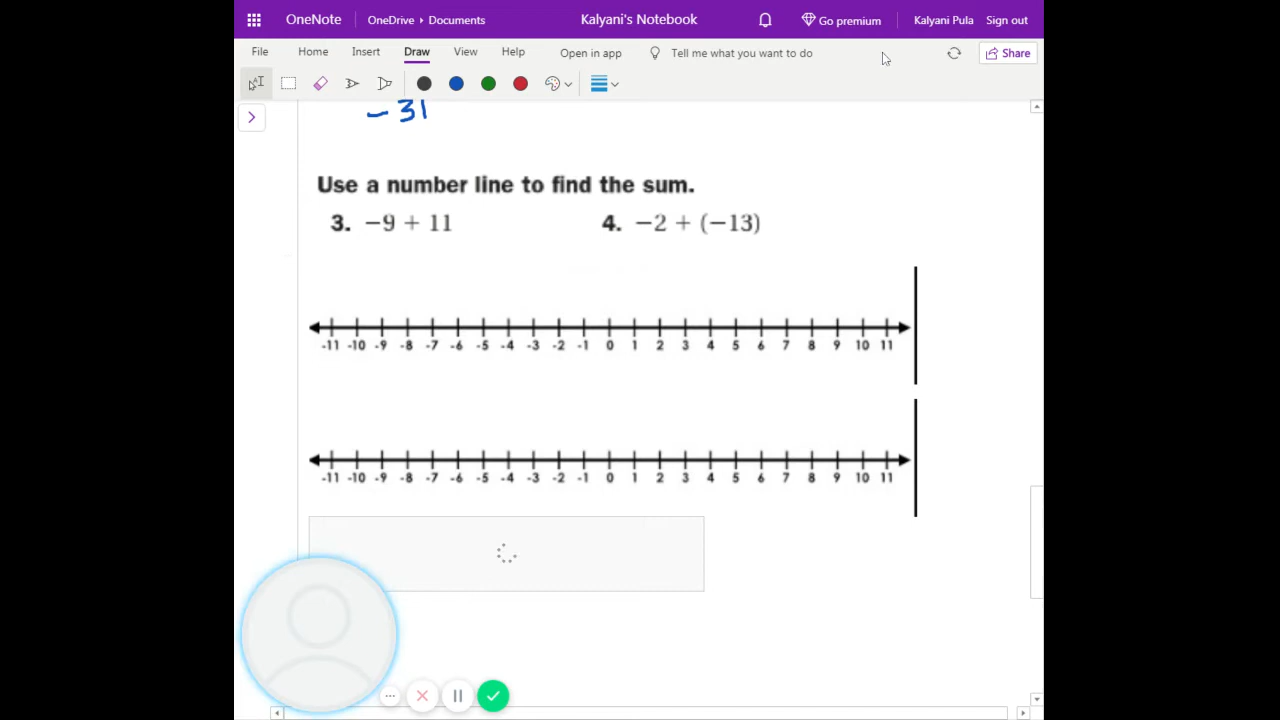 OneNote OneDrive › Documents Kalyani's Notebook Go premium Kalyani Pula Sign out
File Home Insert Draw View Help Open in app Tell me what you want to do Share
- 31
Use a number line to find the sum.
3. −9 + 11 4. −2 + (−13)
-11 -10 -9 -8 -7 -6 -5 -4 -3 -2 -1 0 1 2 3 4 5 6 7 8 9 10 11
-11 -10 -9 -8 -7 -6 -5 -4 -3 -2 -1 0 1 2 3 4 5 6 7 8 9 10 11